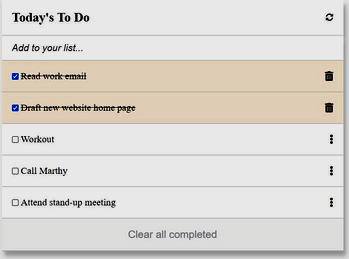 Today's To Do
Add to your list...
Read work email
Draft new website home page
Workout
Call Marthy
Attend stand-up meeting
Clear all completed